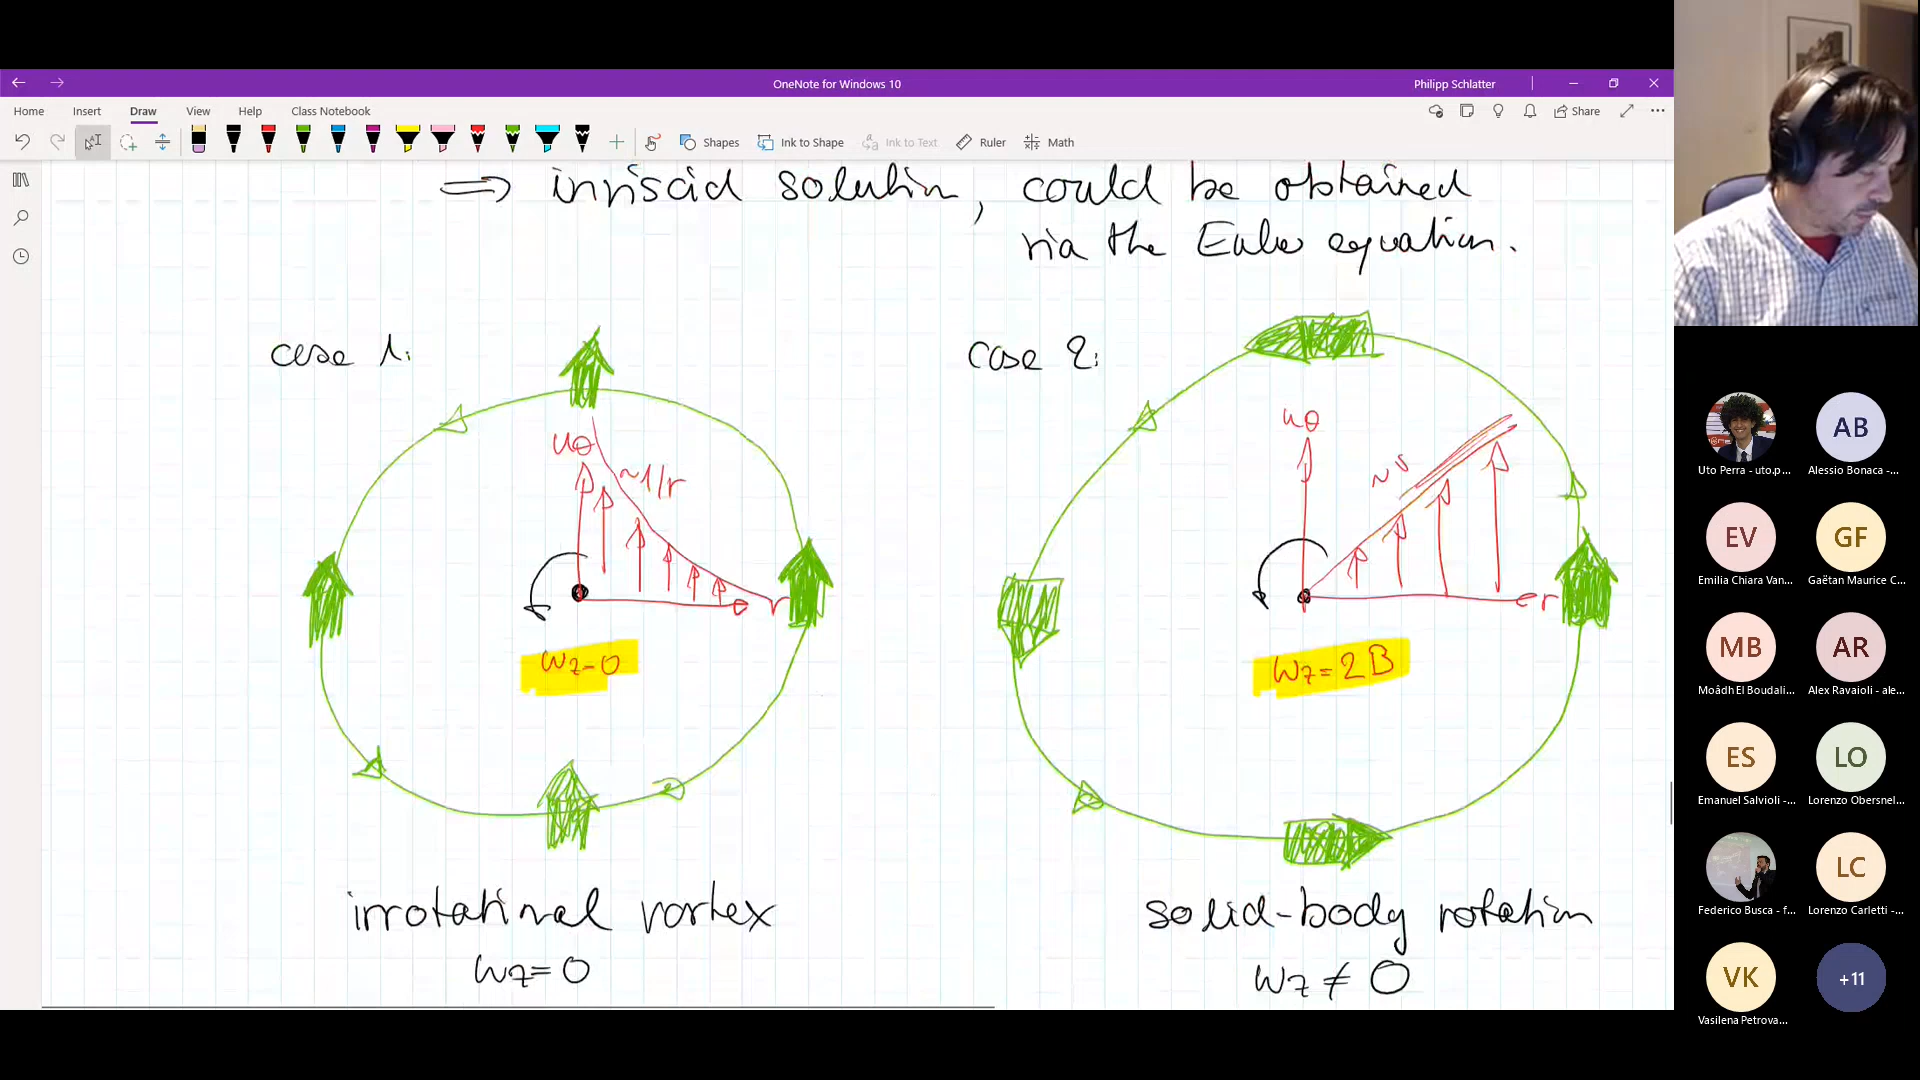 OneNote for Windows 10
Philipp Schlatter
Home Insert Draw View Help Class Notebook
Share
Shapes Ink to Shape Ink to Text Ruler Math
⇒ inviscid solution, could be obtained
via the Euler equation.
case 1:
uθ
~1/r
r
ωz=0
irrotational vortex
ωz=0
case 2:
uθ
~r
r
ωz=2B
solid-body rotation
ωz≠0
Uto Perra - uto.p...
AB
Alessio Bonaca -...
EV
Emilia Chiara Van...
GF
Gaëtan Maurice C...
MB
Moâdh El Boudali...
AR
Alex Ravaioli - ale...
ES
Emanuel Salvioli -...
LO
Lorenzo Obersnel...
Federico Busca - f...
LC
Lorenzo Carletti -...
VK
Vasilena Petrova...
+11